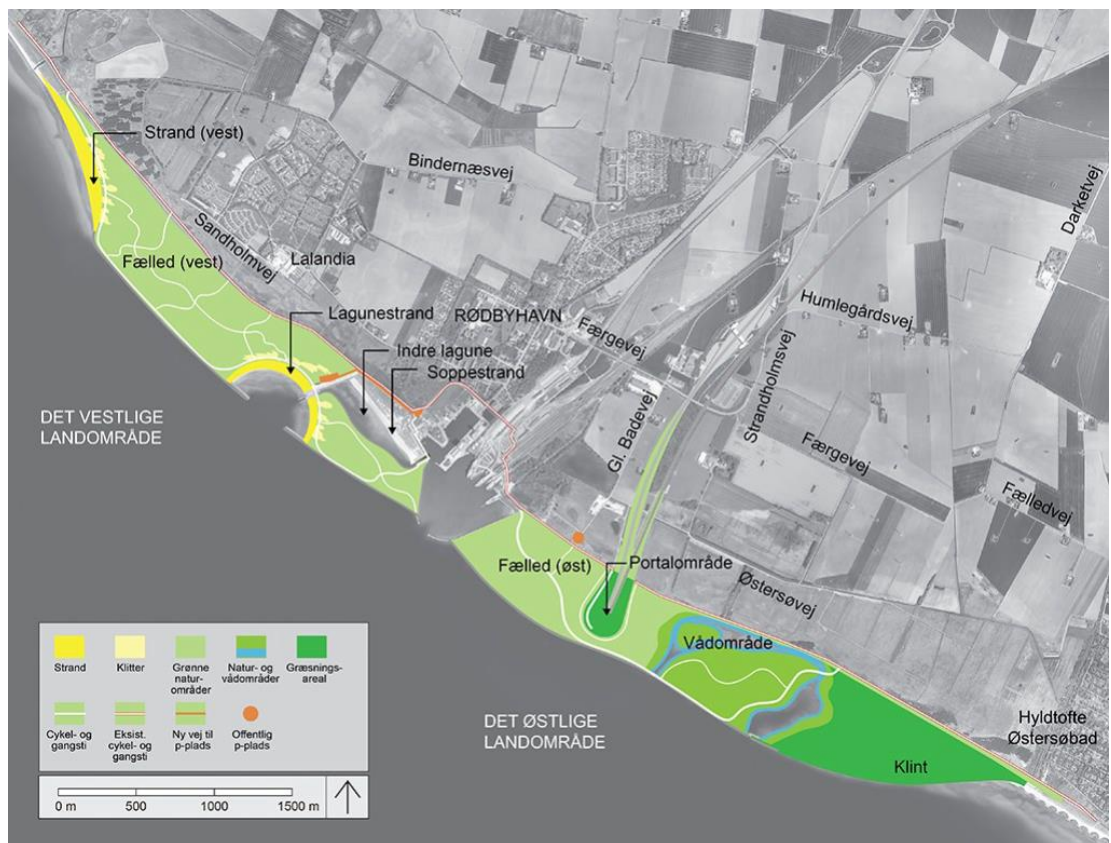 Strand (vest)
Bindernæsvej
Darketvej
Sandholmvej
Fælled (vest)
Lalandia
Lagunestrand
RØDBYHAVN
Færgevej
Humlegårdsvej
Indre lagune
Soppestrand
Strandholmsvej
DET VESTLIGE
LANDOMRÅDE
Gl. Badevej
Færgevej
Fælledvej
Fælled (øst)
Portalområde
Østersøvej
Vådområde
DET ØSTLIGE
LANDOMRÅDE
Hyldtofte
Østersøbad
Klint
Strand
Klitter
Grønne
natur-
områder
Natur- og
vådområder
Græsnings-
areal
Cykel- og
gangsti
Eksist.
cykel- og
gangsti
Ny vej til
p-plads
Offentlig
p-plads
0 m 500 1000 1500 m